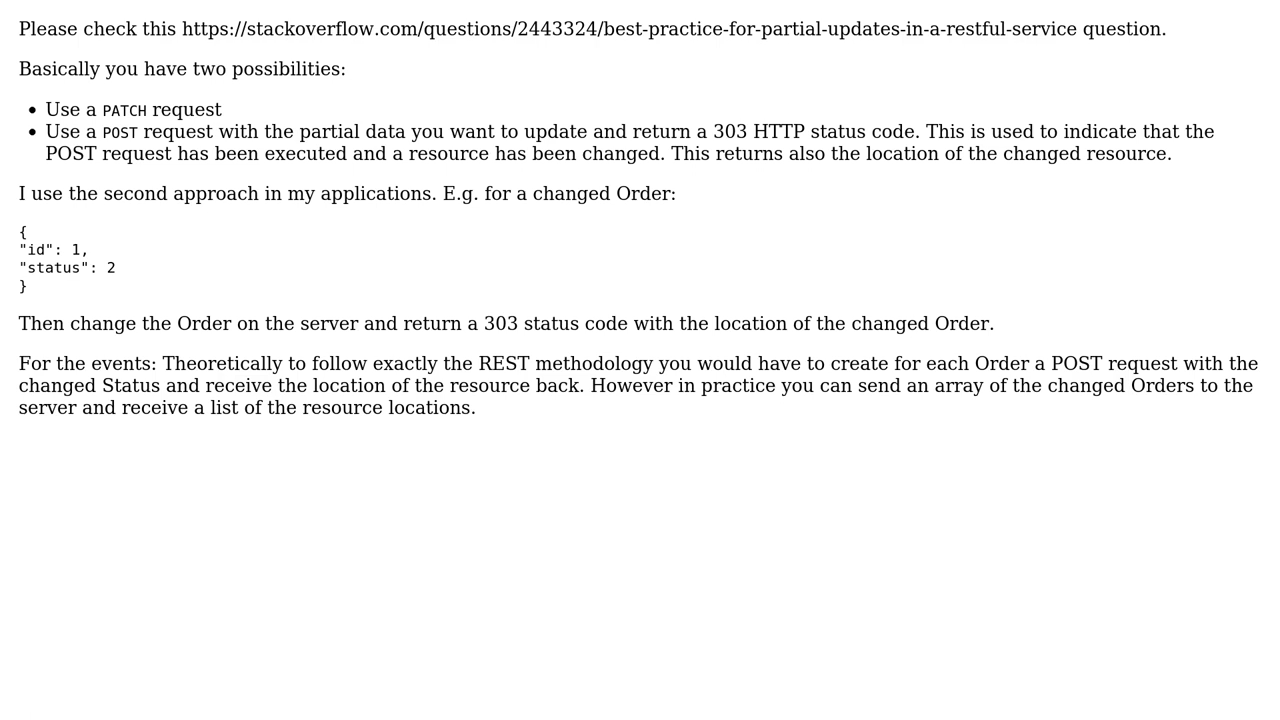 Please check this https://stackoverflow.com/questions/2443324/best-practice-for-partial-updates-in-a-restful-service question.
Basically you have two possibilities:
• Use a PATCH request
• Use a POST request with the partial data you want to update and return a 303 HTTP status code. This is used to indicate that the
POST request has been executed and a resource has been changed. This returns also the location of the changed resource.
I use the second approach in my applications. E.g. for a changed Order:
{
"id": 1,
"status": 2
}
Then change the Order on the server and return a 303 status code with the location of the changed Order.
For the events: Theoretically to follow exactly the REST methodology you would have to create for each Order a POST request with the
changed Status and receive the location of the resource back. However in practice you can send an array of the changed Orders to the
server and receive a list of the resource locations.